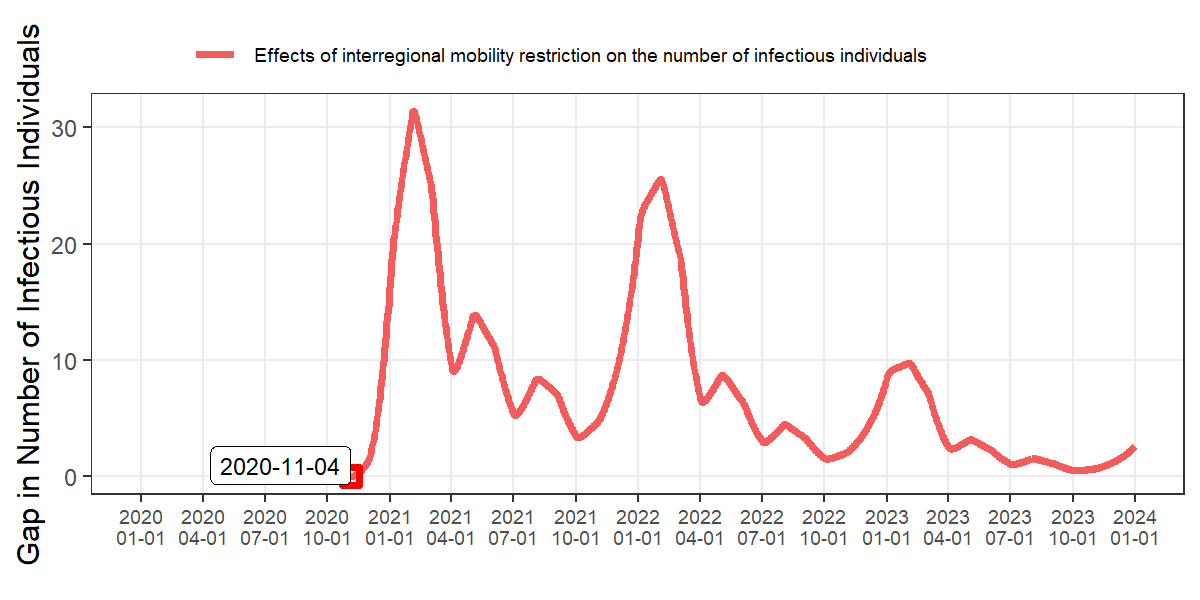 Effects of interregional mobility restriction on the number of infectious individuals
Gap in Number of Infectious Individuals
30
20
10
0
2020-11-04
2020 2020 2020 2020 2021 2021 2021 2021 2022 2022 2022 2022 2023 2023 2023 2023 2024
01-01 04-01 07-01 10-01 01-01 04-01 07-01 10-01 01-01 04-01 07-01 10-01 01-01 04-01 07-01 10-01 01-01